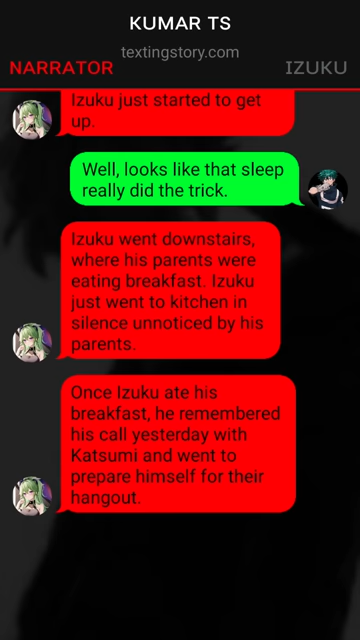 KUMAR TS
textingstory.com
NARRATOR
IZUKU
Izuku just started to get
up.
Well, looks like that sleep
really did the trick.
Izuku went downstairs,
where his parents were
eating breakfast. Izuku
just went to kitchen in
silence unnoticed by his
parents.
Once Izuku ate his
breakfast, he remembered
his call yesterday with
Katsumi and went to
prepare himself for their
hangout.